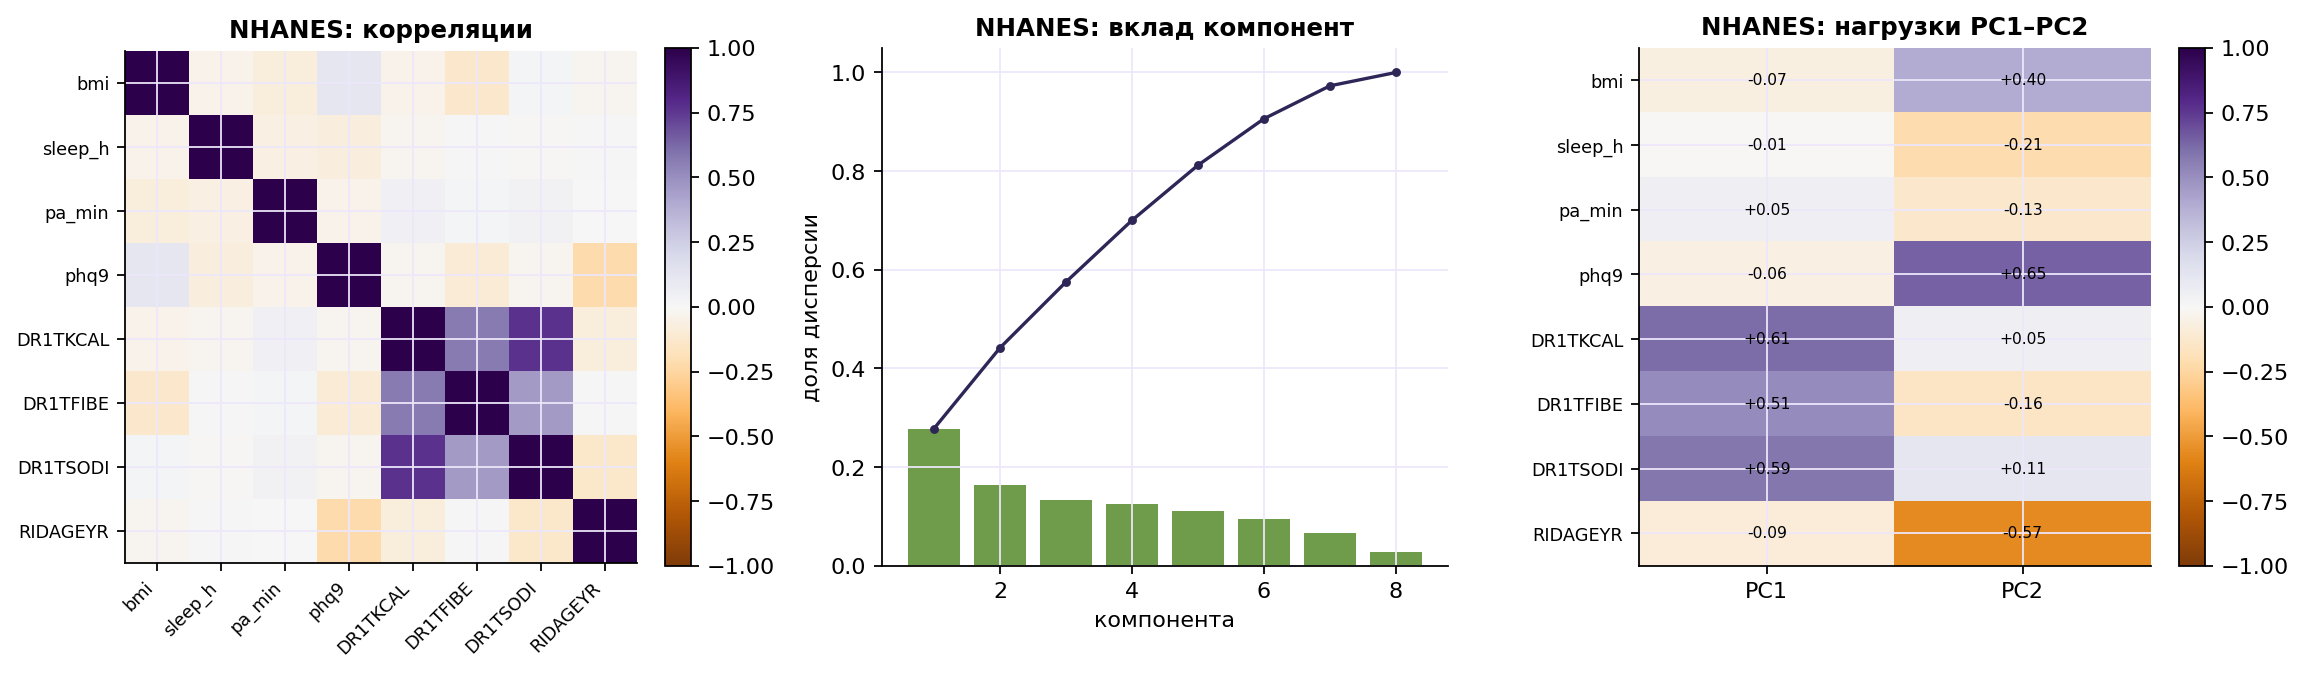 NHANES: корреляции
bmi
sleep_h
pa_min
phq9
DR1TKCAL
DR1TFIBE
DR1TSODI
RIDAGEYR
bmi
sleep_h
pa_min
phq9
DR1TKCAL
DR1TFIBE
DR1TSODI
RIDAGEYR
1.00
0.75
0.50
0.25
0.00
−0.25
−0.50
−0.75
−1.00
NHANES: вклад компонент
доля дисперсии
1.0
0.8
0.6
0.4
0.2
0.0
2 4 6 8
компонента
NHANES: нагрузки PC1–PC2
bmi -0.07 +0.40
sleep_h -0.01 -0.21
pa_min +0.05 -0.13
phq9 -0.06 +0.65
DR1TKCAL +0.61 +0.05
DR1TFIBE +0.51 -0.16
DR1TSODI +0.59 +0.11
RIDAGEYR -0.09 -0.57
PC1 PC2
1.00
0.75
0.50
0.25
0.00
−0.25
−0.50
−0.75
−1.00